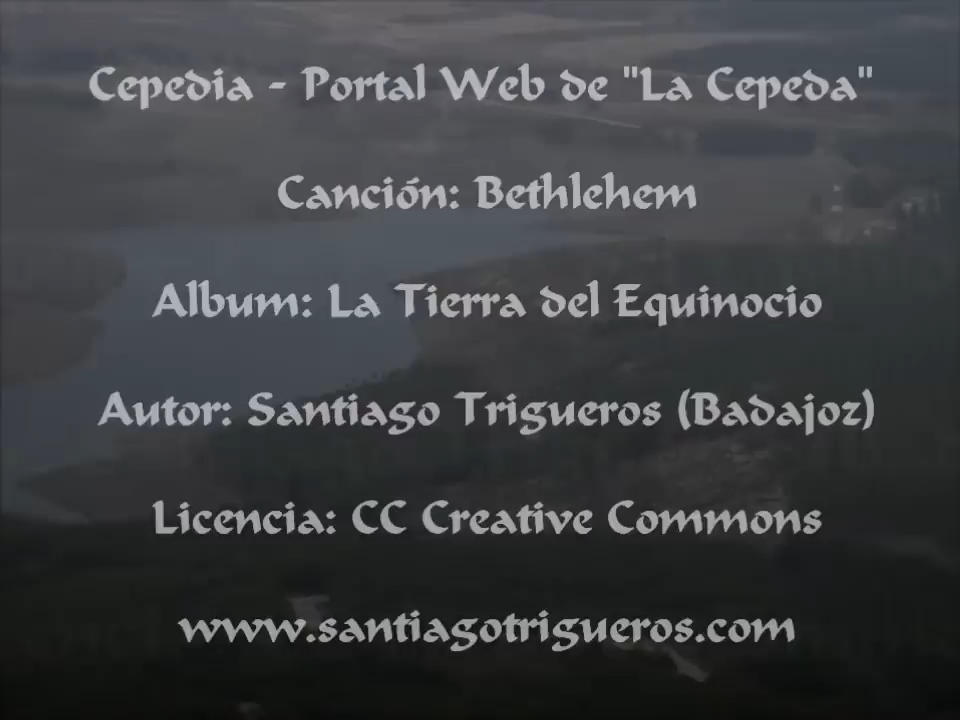 Cepedia - Portal Web de "La Cepeda"
Canción: Bethlehem
Album: La Tierra del Equinocio
Autor: Santiago Trigueros (Badajoz)
Licencia: CC Creative Commons
www.santiagotrigueros.com